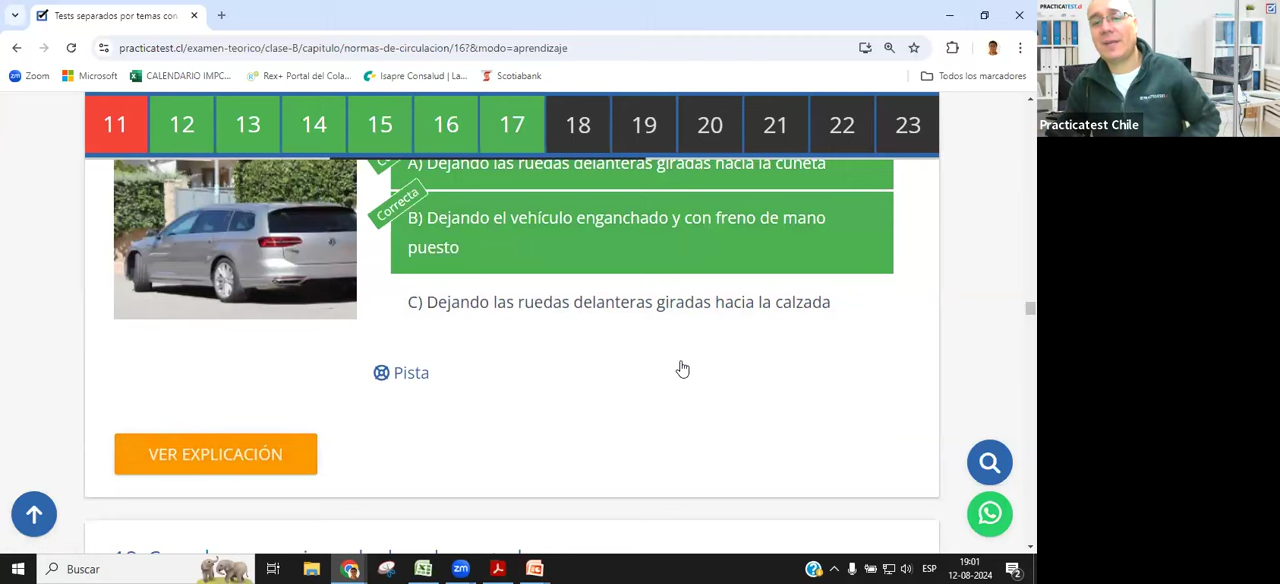 Tests separados por temas con
practicatest.cl/examen-teorico/clase-B/capitulo/normas-de-circulacion/16?&modo=aprendizaje
Zoom
Microsoft
CALENDARIO IMPC...
Rex+ Portel del Cola...
Isapre Consalud | La...
Scotiabank
Todos los marcadores
11 12 13 14 15 16 17 18 19 20 21 22 23
A) Dejando las ruedas delanteras giradas hacia la cuneta
Correcta
B) Dejando el vehículo enganchado y con freno de mano
puesto
C) Dejando las ruedas delanteras giradas hacia la calzada
Pista
VER EXPLICACIÓN
Buscar
ESP
19:01
12-08-2024
2
PRACTICATEST.cl
Practicatest Chile